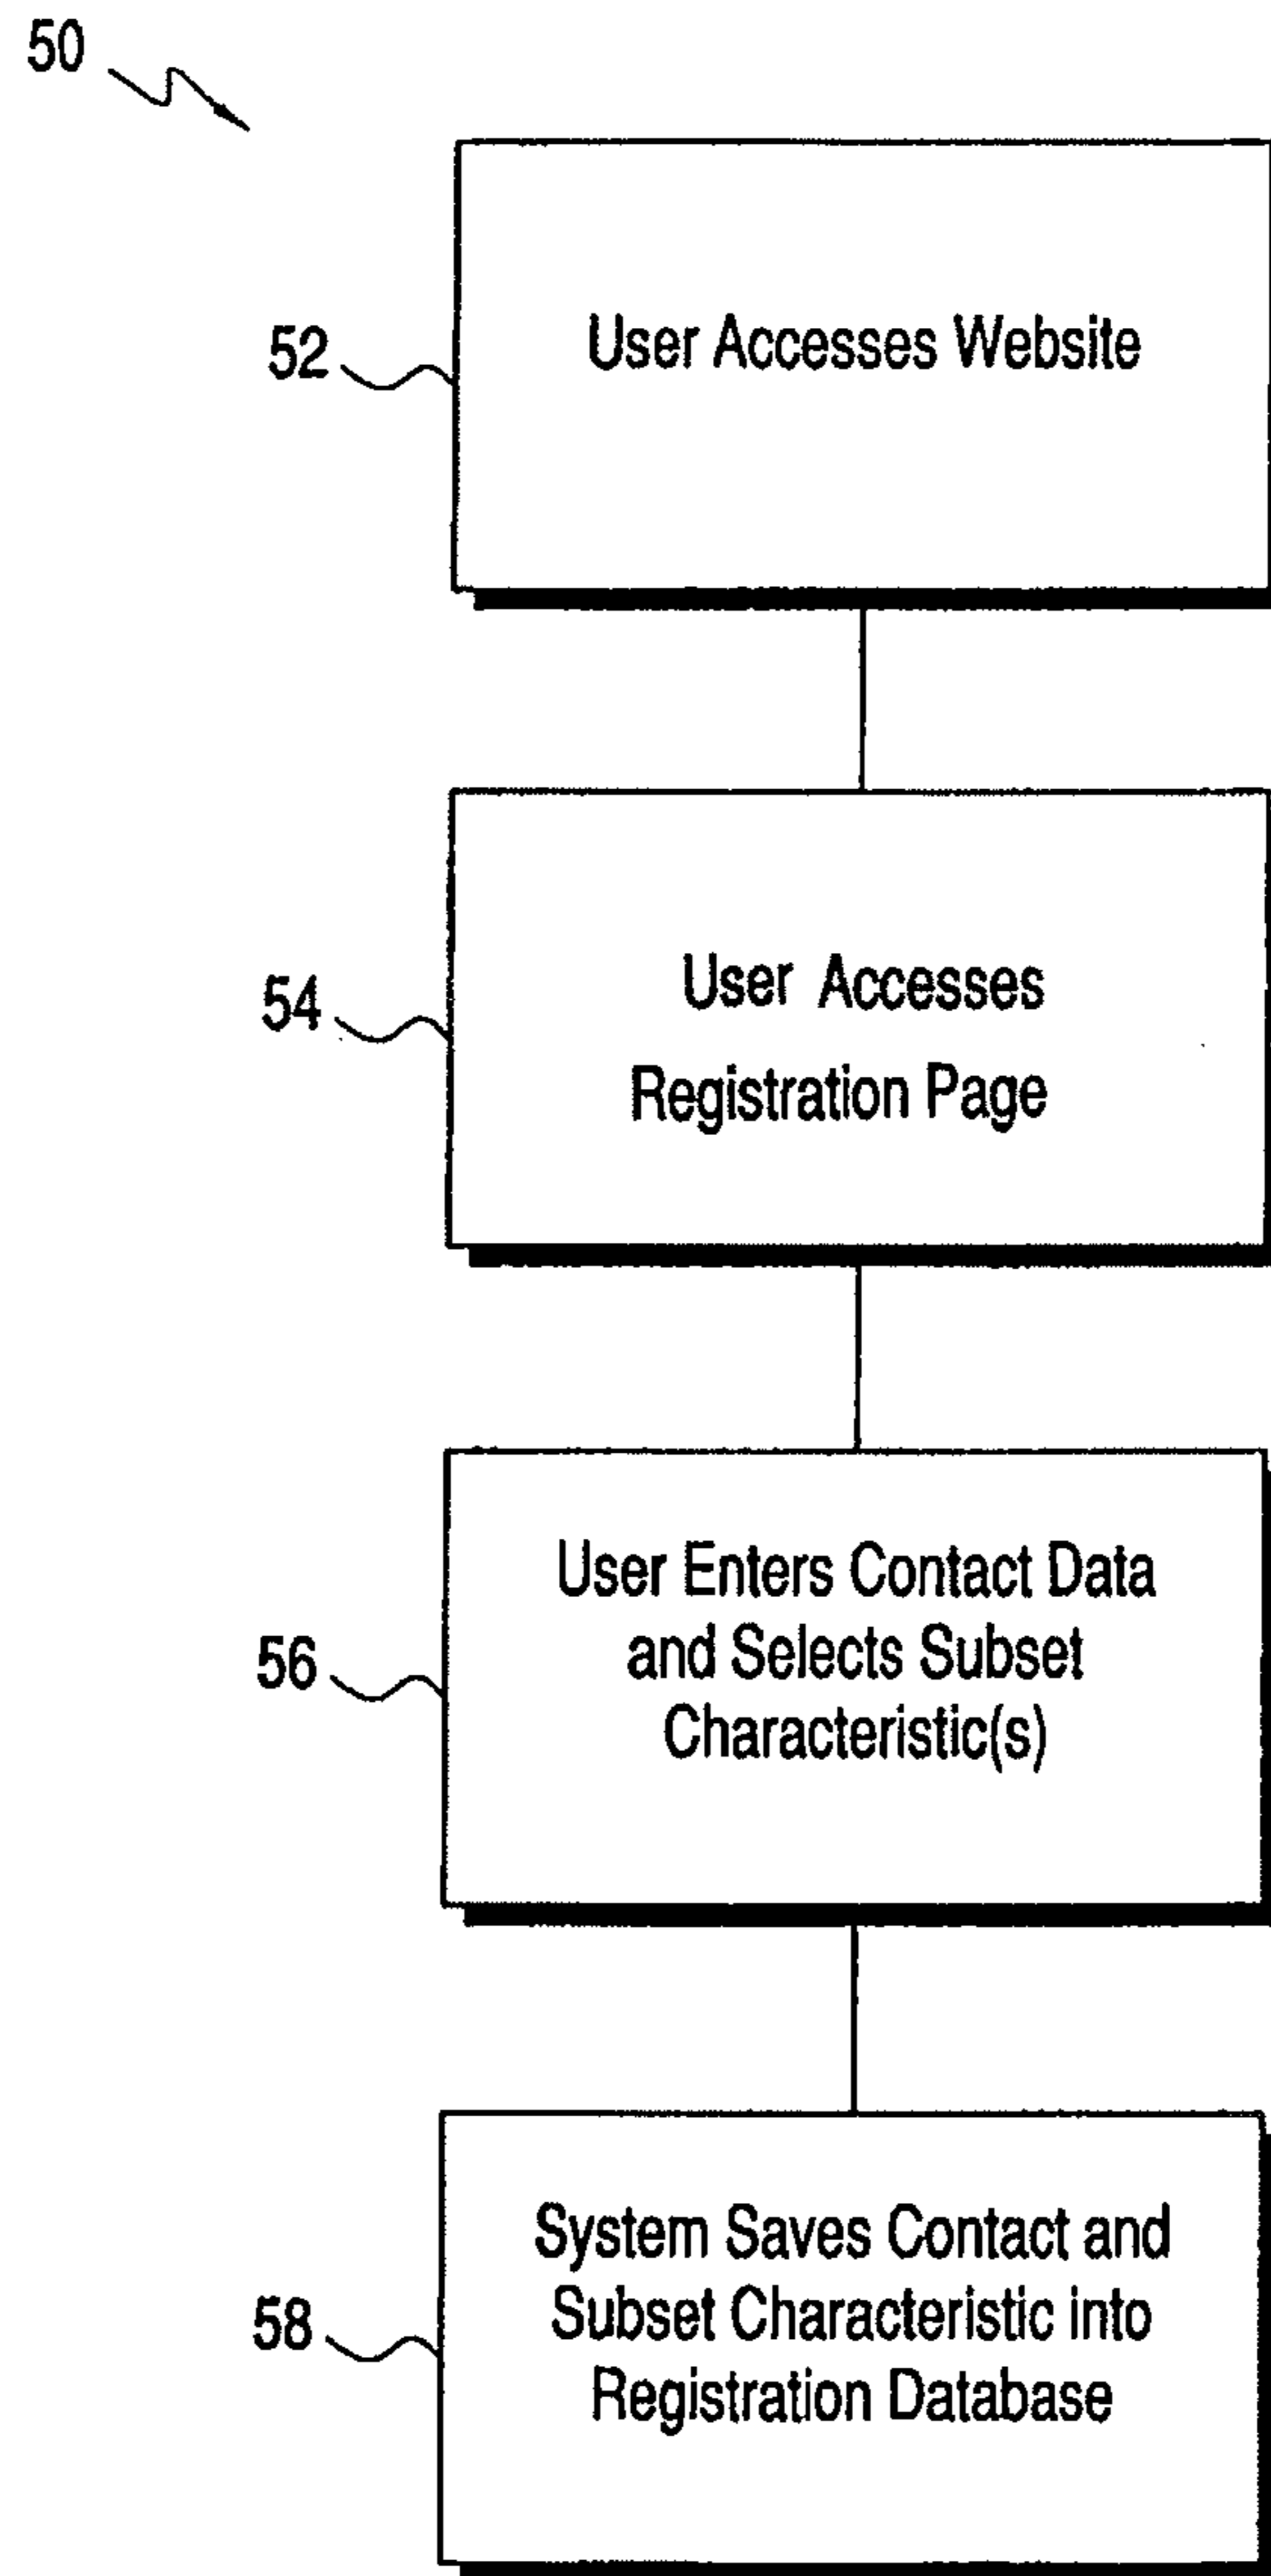 50
52
User Accesses Website
54
User Accesses
Registration Page
56
User Enters Contact Data
and Selects Subset
Characteristic(s)
58
System Saves Contact and
Subset Characteristic into
Registration Database